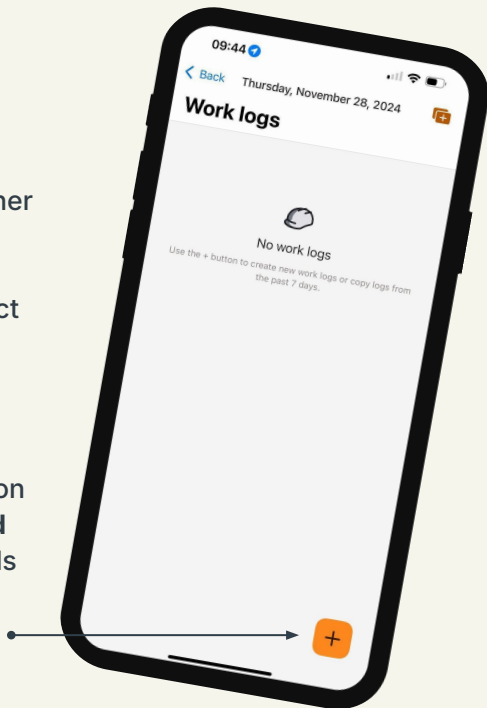 09:44
Back Thursday, November 28, 2024
Work logs
No work logs
Use the + button to create new work logs or copy logs from
the past 7 days.
+